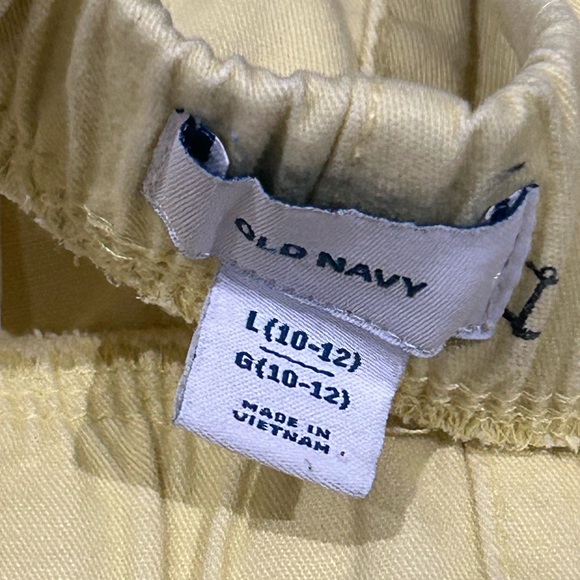 OLD NAVY
L(10-12)
G(10-12)
MADE IN
VIETNAM